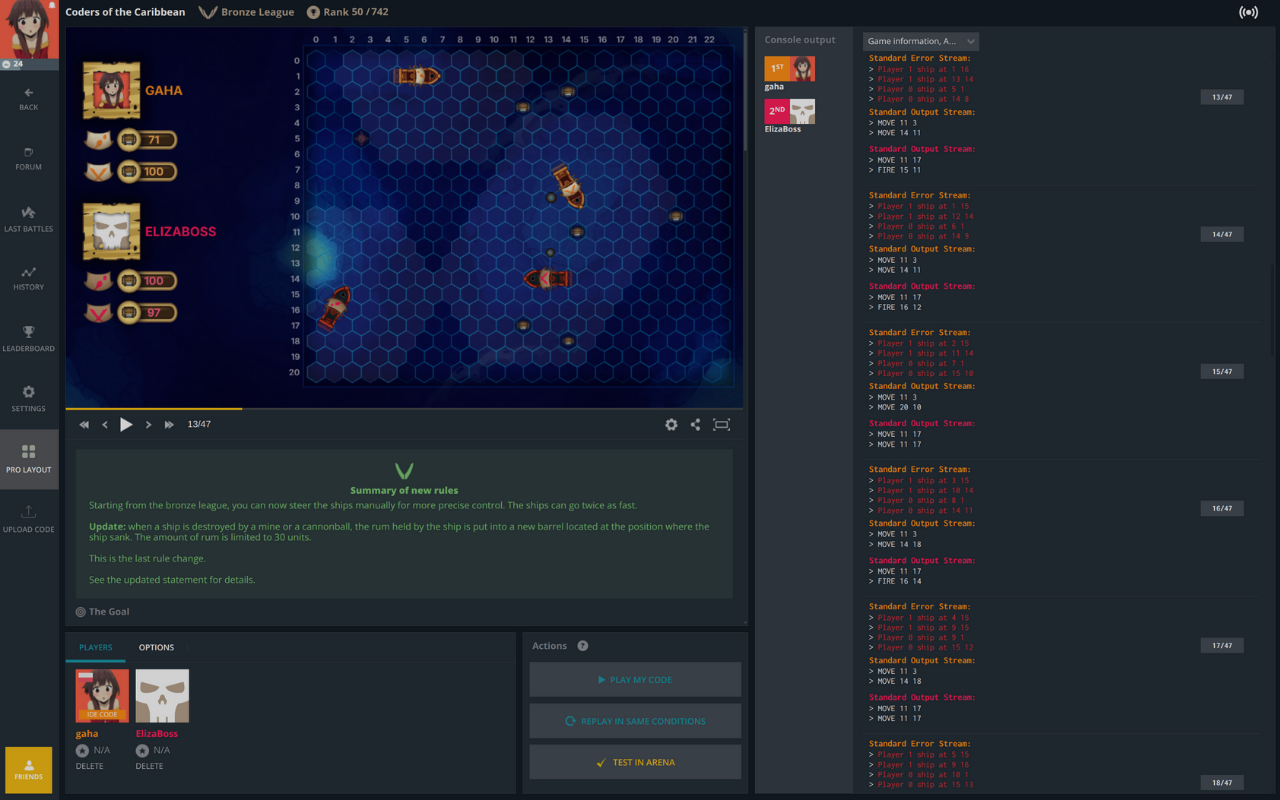 Coders of the Caribbean
Bronze League
Rank 50 / 742
24
BACK
FORUM
LAST BATTLES
HISTORY
LEADERBOARD
SETTINGS
PRO LAYOUT
UPLOAD CODE
FRIENDS
0 1 2 3 4 5 6 7 8 9 10 11 12 13 14 15 16 17 18 19 20 21 22
0
1
2
3
4
5
6
7
8
9
10
11
12
13
14
15
16
17
18
19
20
GAHA
71
100
ELIZABOSS
100
97
13/47
Summary of new rules
Starting from the bronze league, you can now steer the ships manually for more precise control. The ships can go twice as fast.
Update: when a ship is destroyed by a mine or a cannonball, the rum held by the ship is put into a new barrel located at the position where the
ship sank. The amount of rum is limited to 30 units.
This is the last rule change.
See the updated statement for details.
The Goal
PLAYERS
OPTIONS
IDE CODE
gaha
N/A
DELETE
ElizaBoss
N/A
DELETE
Actions ?
PLAY MY CODE
REPLAY IN SAME CONDITIONS
TEST IN ARENA
Console output
1ST
gaha
2ND
ElizaBoss
Game information, A...
Standard Error Stream:
> Player 1 ship at 1 16
> Player 1 ship at 13 14
> Player 0 ship at 5 1
> Player 0 ship at 14 8
13/47
Standard Output Stream:
> MOVE 11 3
> MOVE 14 11
Standard Output Stream:
> MOVE 11 17
> FIRE 15 11
Standard Error Stream:
> Player 1 ship at 1 15
> Player 1 ship at 12 14
> Player 0 ship at 6 1
> Player 0 ship at 14 9
14/47
Standard Output Stream:
> MOVE 11 3
> MOVE 14 11
Standard Output Stream:
> MOVE 11 17
> FIRE 16 12
Standard Error Stream:
> Player 1 ship at 2 15
> Player 1 ship at 11 14
> Player 0 ship at 7 1
> Player 0 ship at 15 10
15/47
Standard Output Stream:
> MOVE 11 3
> MOVE 20 10
Standard Output Stream:
> MOVE 11 17
> MOVE 11 17
Standard Error Stream:
> Player 1 ship at 3 15
> Player 1 ship at 10 14
> Player 0 ship at 8 1
> Player 0 ship at 14 11
16/47
Standard Output Stream:
> MOVE 11 3
> MOVE 14 18
Standard Output Stream:
> MOVE 11 17
> FIRE 16 14
Standard Error Stream:
> Player 1 ship at 4 15
> Player 1 ship at 9 15
> Player 0 ship at 9 1
> Player 0 ship at 15 12
17/47
Standard Output Stream:
> MOVE 11 3
> MOVE 14 18
Standard Output Stream:
> MOVE 11 17
> MOVE 11 17
Standard Error Stream:
> Player 1 ship at 5 15
> Player 1 ship at 9 16
> Player 0 ship at 10 1
> Player 0 ship at 15 13
18/47